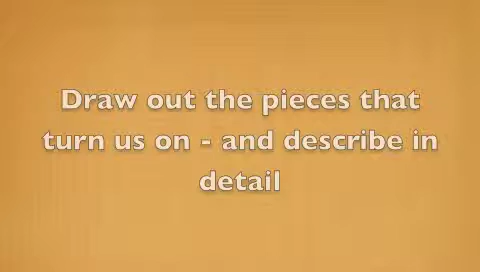 Draw out the pieces that
turn us on - and describe in
detail